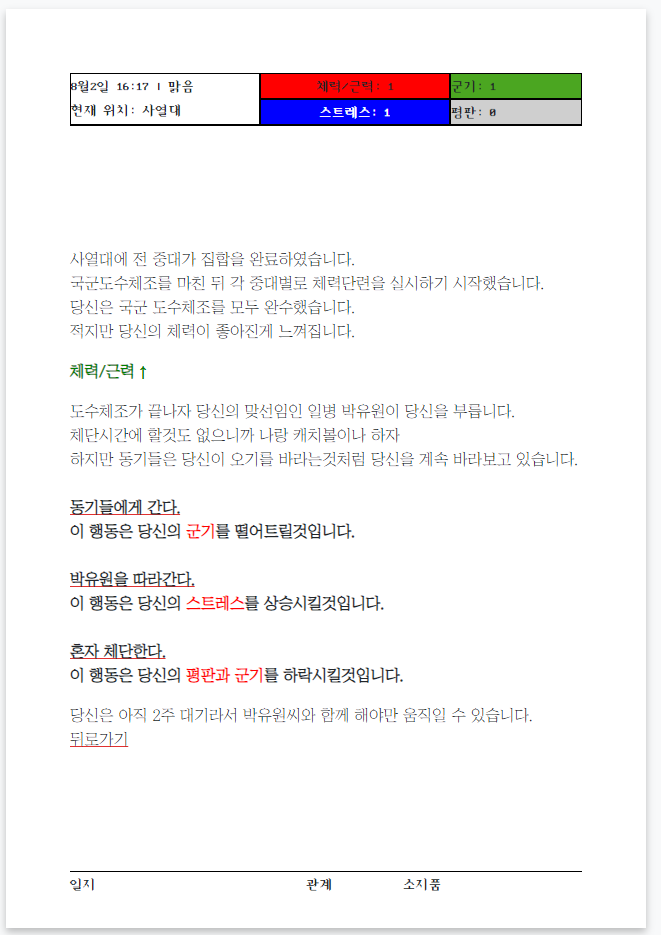 8월2일 16:17 | 맑음
현재 위치: 사열대
체력/근력: 1
스트레스: 1
군기: 1
평판: 0
사열대에 전 중대가 집합을 완료하였습니다.
국군도수체조를 마친 뒤 각 중대별로 체력단련을 실시하기 시작했습니다.
당신은 국군 도수체조를 모두 완수했습니다.
적지만 당신의 체력이 좋아진게 느껴집니다.
체력/근력 ↑
도수체조가 끝나자 당신의 맞선임인 일병 박유원이 당신을 부릅니다.
체단시간에 할것도 없으니까 나랑 캐치볼이나 하자
하지만 동기들은 당신이 오기를 바라는것처럼 당신을 계속 바라보고 있습니다.
동기들에게 간다.
이 행동은 당신의 군기를 떨어트릴것입니다.
박유원을 따라간다.
이 행동은 당신의 스트레스를 상승시킬것입니다.
혼자 체단한다.
이 행동은 당신의 평판과 군기를 하락시킬것입니다.
당신은 아직 2주 대기라서 박유원씨와 함께 해야만 움직일 수 있습니다.
뒤로가기
일지 관계 소지품